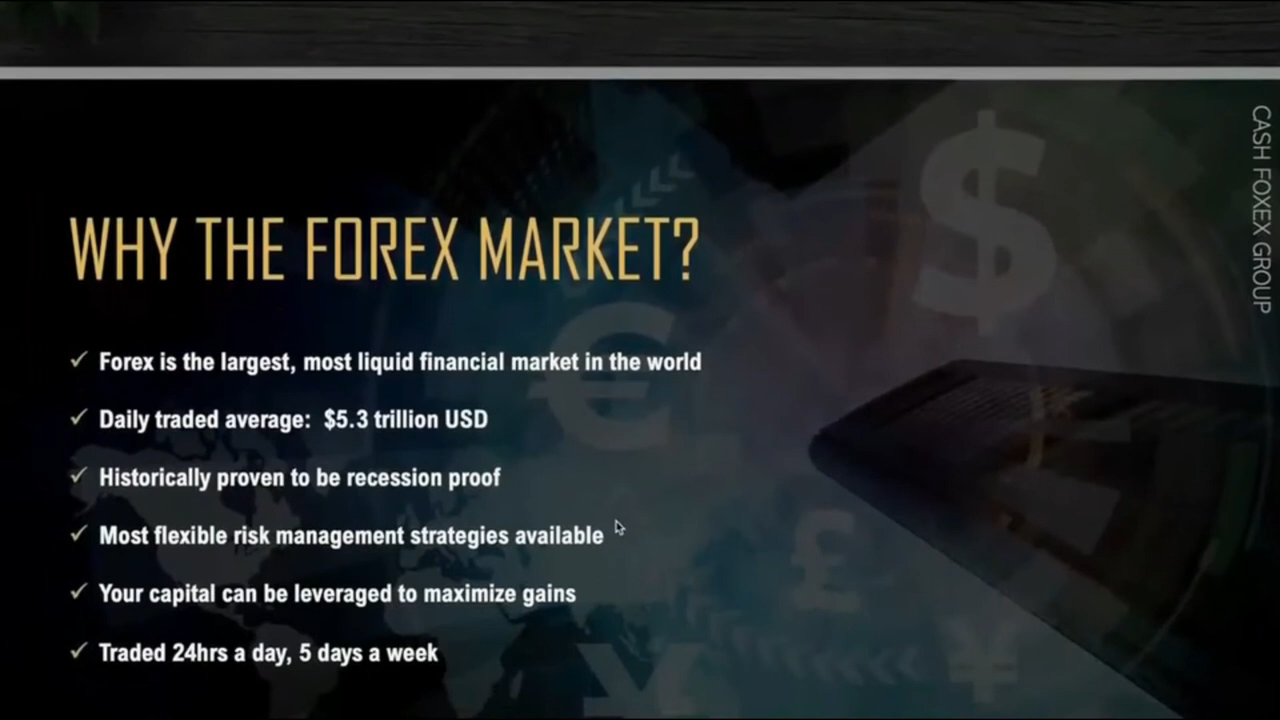 WHY THE FOREX MARKET?
✓ Forex is the largest, most liquid financial market in the world
✓ Daily traded average: $5.3 trillion USD
✓ Historically proven to be recession proof
✓ Most flexible risk management strategies available
✓ Your capital can be leveraged to maximize gains
✓ Traded 24hrs a day, 5 days a week
CASH FOXEX GROUP